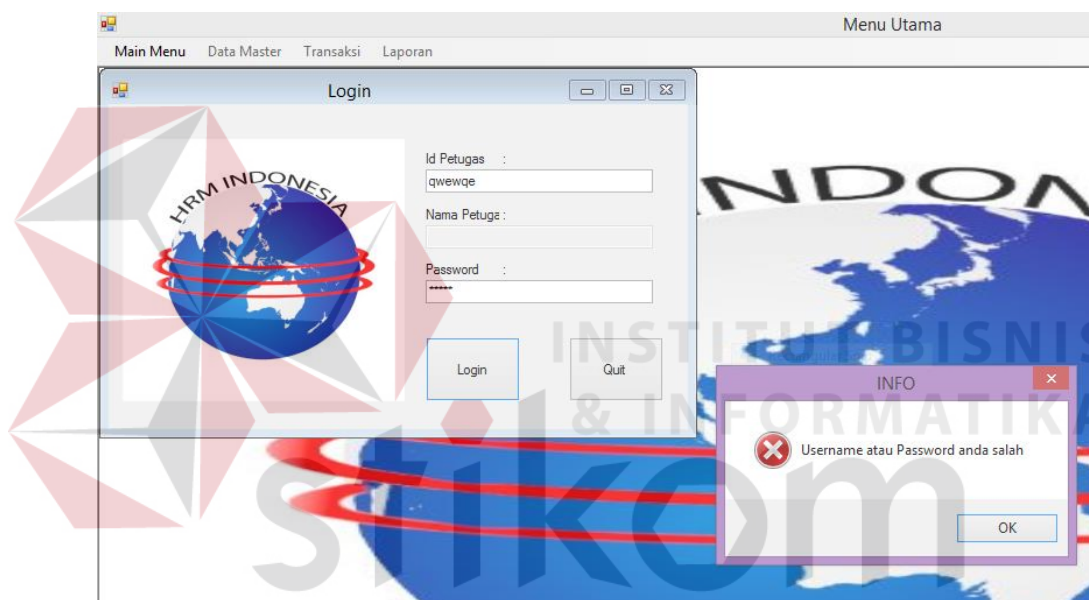 Menu Utama
Main Menu Data Master Transaksi Laporan
Login
HRM INDONESIA
Id Petugas :
qwewqe
Nama Petuga :
Password :
*****
Login Quit
NDON
INSTITUT BISNIS
& INFORMATIKA
stikom
INFO
Username atau Password anda salah
OK